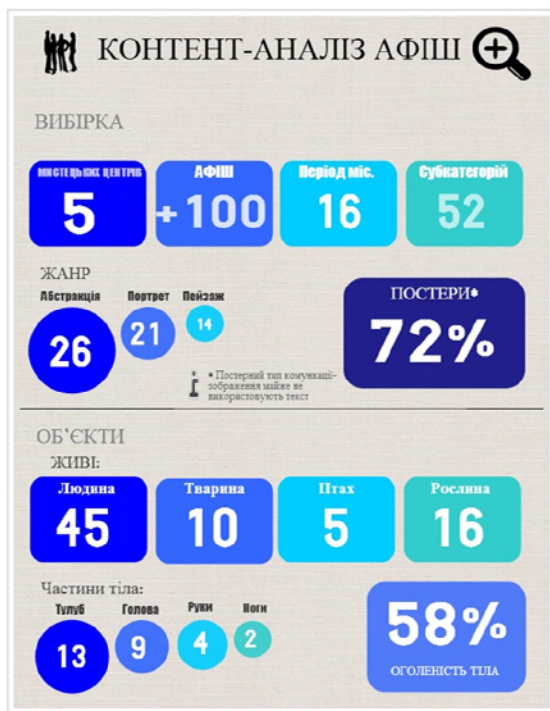 КОНТЕНТ-АНАЛІЗ АФІШ
ВИБІРКА
МИСТЕЦЬКИХ ЦЕНТРІВ
5
АФІШ
+100
Період міс.
16
Субкатегорій
52
ЖАНР
Абстракція
26
Портрет
21
Пейзаж
14
ПОСТЕРИ*
72%
* Постерний тип комункації-
зображення майже не
використовують текст
ОБ'ЄКТИ
ЖИВІ:
Людина
45
Тварина
10
Птах
5
Рослина
16
Частини тіла:
Тулуб
13
Голова
9
Руки
4
Ноги
2
58%
ОГОЛЕНІСТЬ ТІЛА